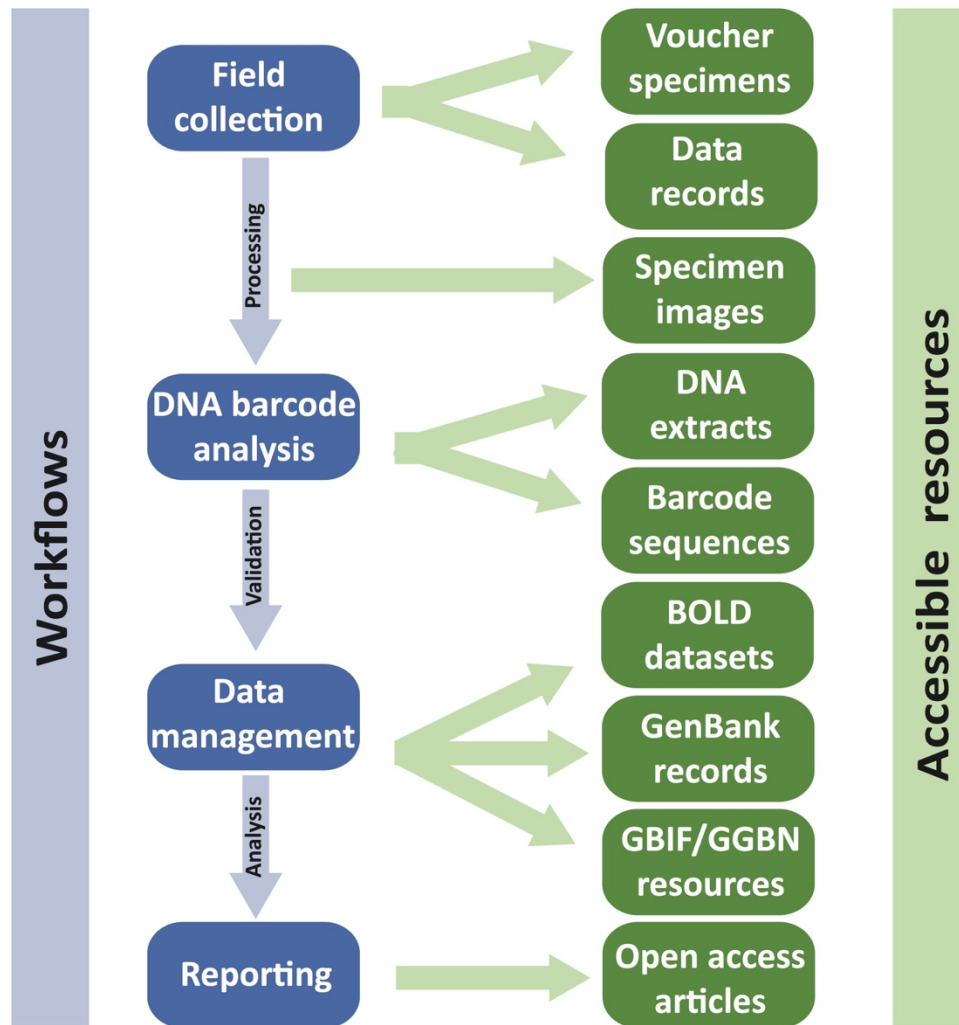 Workflows
Field
collection
Processing
DNA barcode
analysis
Validation
Data
management
Analysis
Reporting
Voucher
specimens
Data
records
Specimen
images
DNA
extracts
Barcode
sequences
BOLD
datasets
GenBank
records
GBIF/GGBN
resources
Open access
articles
Accessible resources